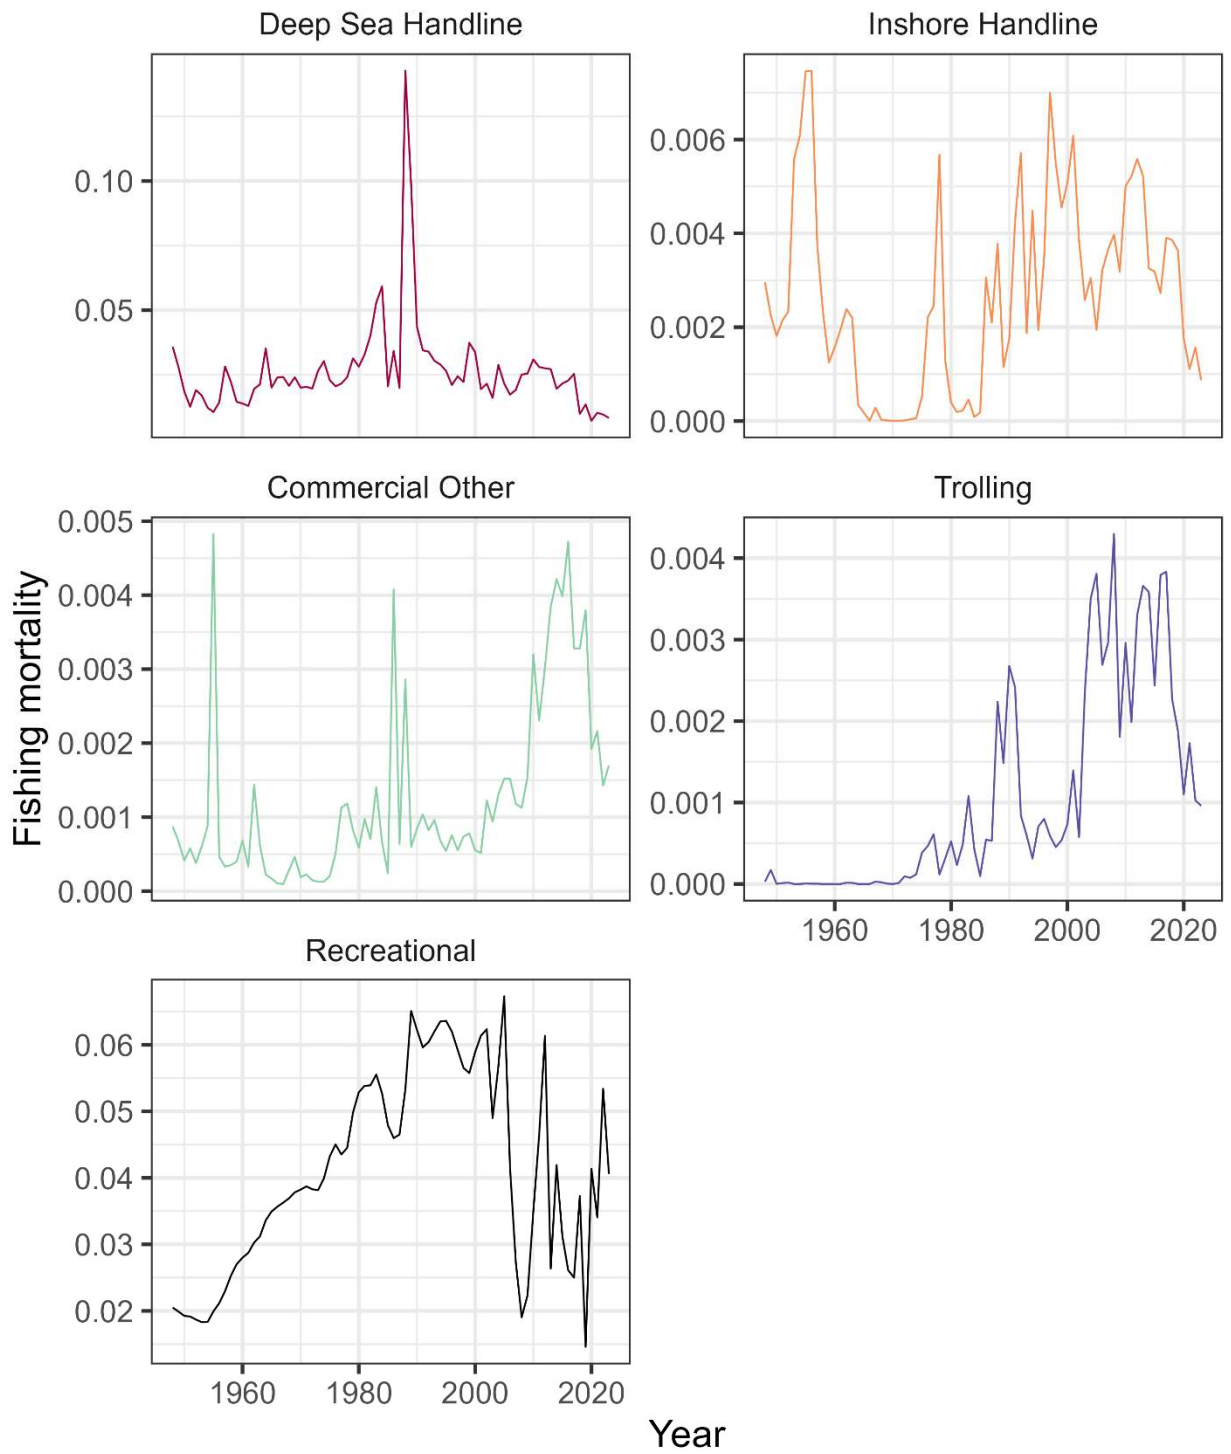 Deep Sea Handline
Inshore Handline
0.10
0.05
0.006
0.004
0.002
0.000
Commercial Other
Trolling
0.005
0.004
0.003
0.002
0.001
0.000
0.004
0.003
0.002
0.001
0.000
1960 1980 2000 2020
Recreational
0.06
0.05
0.04
0.03
0.02
1960 1980 2000 2020
Fishing mortality
Year